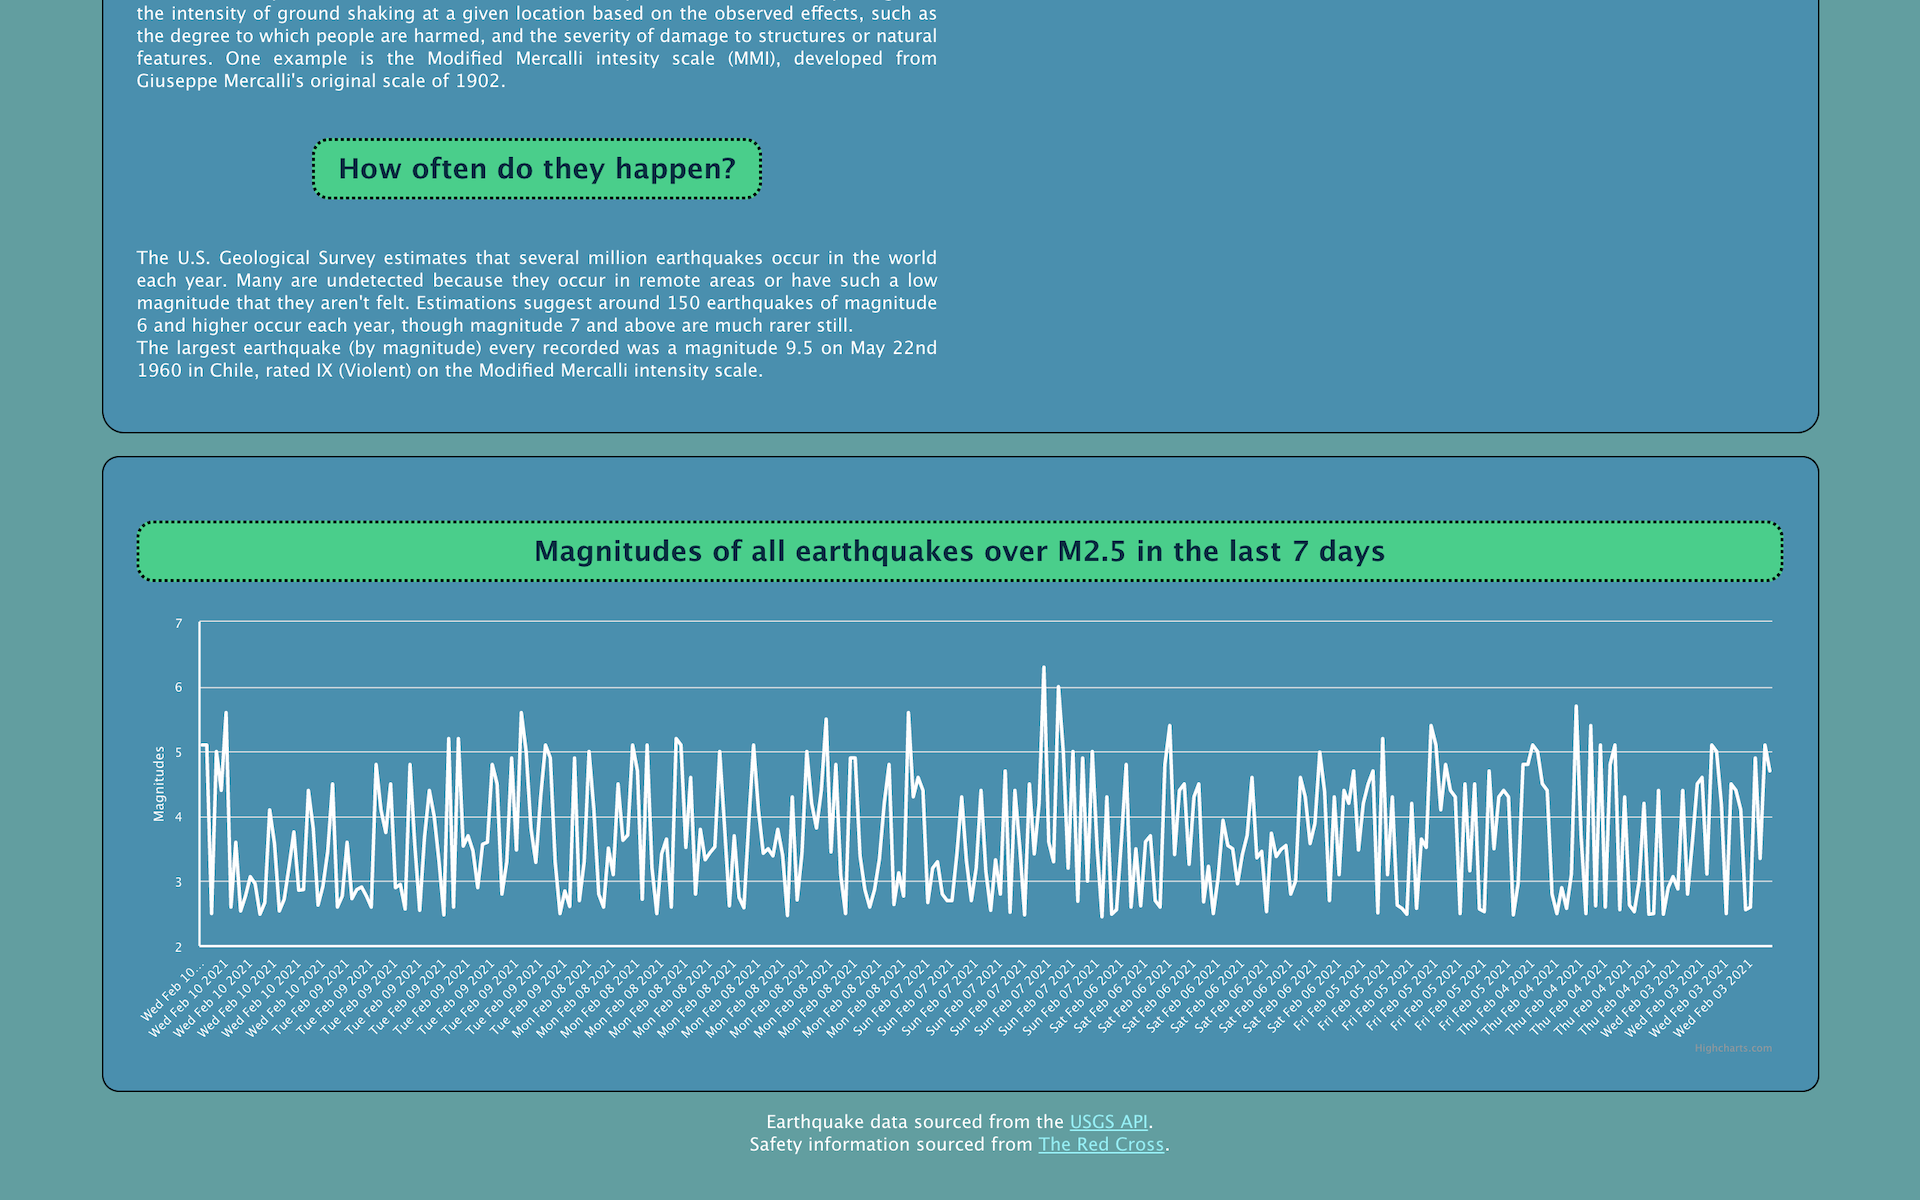 the intensity of ground shaking at a given location based on the observed effects, such as
the degree to which people are harmed, and the severity of damage to structures or natural
features. One example is the Modified Mercalli intesity scale (MMI), developed from
Giuseppe Mercalli's original scale of 1902.
How often do they happen?
The U.S. Geological Survey estimates that several million earthquakes occur in the world
each year. Many are undetected because they occur in remote areas or have such a low
magnitude that they aren't felt. Estimations suggest around 150 earthquakes of magnitude
6 and higher occur each year, though magnitude 7 and above are much rarer still.
The largest earthquake (by magnitude) every recorded was a magnitude 9.5 on May 22nd
1960 in Chile, rated IX (Violent) on the Modified Mercalli intensity scale.
Magnitudes of all earthquakes over M2.5 in the last 7 days
Magnitudes
7
6
5
4
3
2
Wed Feb 10...
Wed Feb 10 2021
Wed Feb 10 2021
Wed Feb 10 2021
Wed Feb 10 2021
Wed Feb 10 2021
Tue Feb 09 2021
Tue Feb 09 2021
Tue Feb 09 2021
Tue Feb 09 2021
Tue Feb 09 2021
Tue Feb 09 2021
Tue Feb 09 2021
Tue Feb 09 2021
Tue Feb 09 2021
Tue Feb 09 2021
Mon Feb 08 2021
Mon Feb 08 2021
Mon Feb 08 2021
Mon Feb 08 2021
Mon Feb 08 2021
Mon Feb 08 2021
Mon Feb 08 2021
Mon Feb 08 2021
Mon Feb 08 2021
Mon Feb 08 2021
Mon Feb 08 2021
Mon Feb 08 2021
Mon Feb 08 2021
Mon Feb 08 2021
Sun Feb 07 2021
Sun Feb 07 2021
Sun Feb 07 2021
Sun Feb 07 2021
Sun Feb 07 2021
Sun Feb 07 2021
Sun Feb 07 2021
Sun Feb 07 2021
Sat Feb 06 2021
Sat Feb 06 2021
Sat Feb 06 2021
Sat Feb 06 2021
Sat Feb 06 2021
Sat Feb 06 2021
Sat Feb 06 2021
Sat Feb 06 2021
Sat Feb 06 2021
Sat Feb 06 2021
Fri Feb 05 2021
Fri Feb 05 2021
Fri Feb 05 2021
Fri Feb 05 2021
Fri Feb 05 2021
Fri Feb 05 2021
Fri Feb 05 2021
Thu Feb 04 2021
Thu Feb 04 2021
Thu Feb 04 2021
Thu Feb 04 2021
Thu Feb 04 2021
Thu Feb 04 2021
Wed Feb 03 2021
Wed Feb 03 2021
Wed Feb 03 2021
Wed Feb 03 2021
Highcharts.com
Earthquake data sourced from the USGS API.
Safety information sourced from The Red Cross.